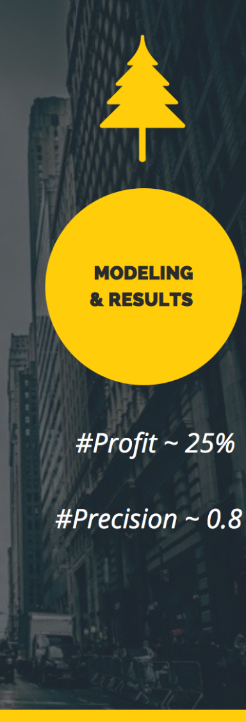 MODELING
& RESULTS
#Profit ~ 25%
#Precision ~ 0.8